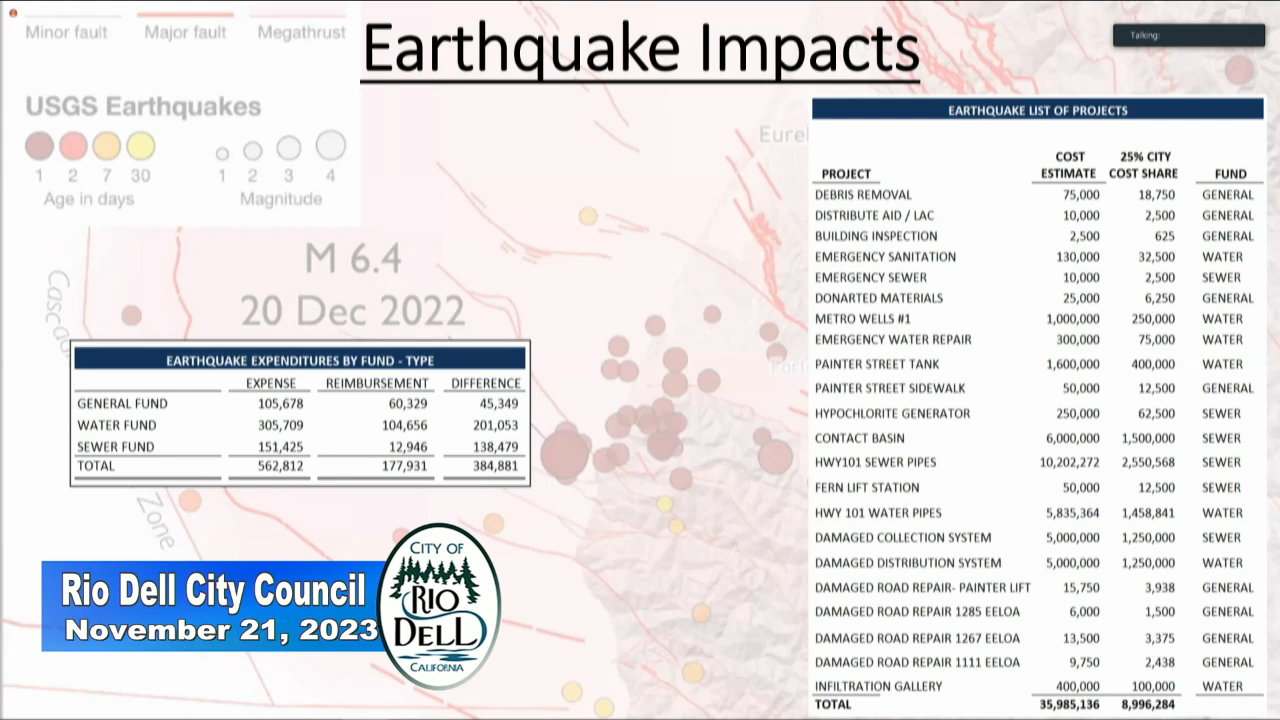 Earthquake Impacts
Talking:
Minor fault Major fault Megathrust
USGS Earthquakes
1 2 7 30 1 2 3 4
Age in days Magnitude
M 6.4
20 Dec 2022
Zone
EARTHQUAKE EXPENDITURES BY FUND - TYPE
EXPENSE REIMBURSEMENT DIFFERENCE
GENERAL FUND 105,678 60,329 45,349
WATER FUND 305,709 104,656 201,053
SEWER FUND 151,425 12,946 138,479
TOTAL 562,812 177,931 384,881
Rio Dell City Council
November 21, 2023
CITY OF
RIO
DELL
CALIFORNIA
EARTHQUAKE LIST OF PROJECTS
COST 25% CITY
PROJECT ESTIMATE COST SHARE FUND
DEBRIS REMOVAL 75,000 18,750 GENERAL
DISTRIBUTE AID / LAC 10,000 2,500 GENERAL
BUILDING INSPECTION 2,500 625 GENERAL
EMERGENCY SANITATION 130,000 32,500 WATER
EMERGENCY SEWER 10,000 2,500 SEWER
DONARTED MATERIALS 25,000 6,250 GENERAL
METRO WELLS #1 1,000,000 250,000 WATER
EMERGENCY WATER REPAIR 300,000 75,000 WATER
PAINTER STREET TANK 1,600,000 400,000 WATER
PAINTER STREET SIDEWALK 50,000 12,500 GENERAL
HYPOCHLORITE GENERATOR 250,000 62,500 SEWER
CONTACT BASIN 6,000,000 1,500,000 SEWER
HWY101 SEWER PIPES 10,202,272 2,550,568 SEWER
FERN LIFT STATION 50,000 12,500 SEWER
HWY 101 WATER PIPES 5,835,364 1,458,841 WATER
DAMAGED COLLECTION SYSTEM 5,000,000 1,250,000 SEWER
DAMAGED DISTRIBUTION SYSTEM 5,000,000 1,250,000 WATER
DAMAGED ROAD REPAIR- PAINTER LIFT 15,750 3,938 GENERAL
DAMAGED ROAD REPAIR 1285 EELOA 6,000 1,500 GENERAL
DAMAGED ROAD REPAIR 1267 EELOA 13,500 3,375 GENERAL
DAMAGED ROAD REPAIR 1111 EELOA 9,750 2,438 GENERAL
INFILTRATION GALLERY 400,000 100,000 WATER
TOTAL 35,985,136 8,996,284